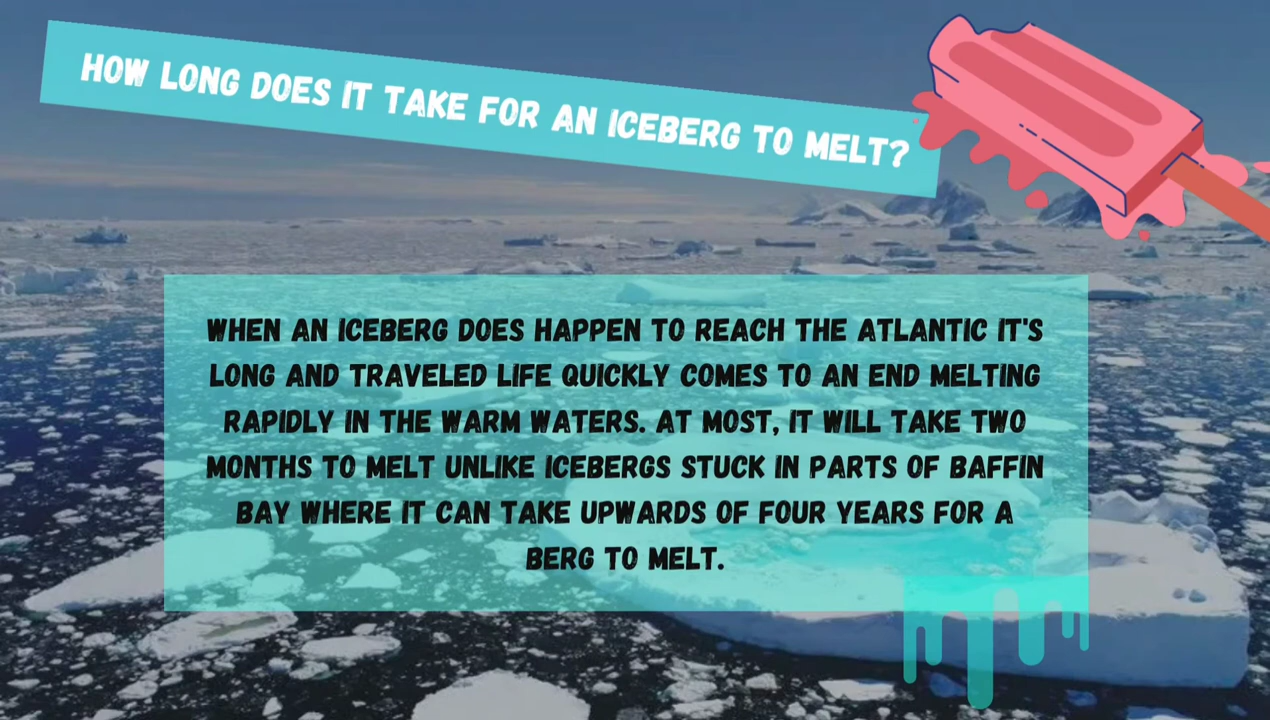 HOW LONG DOES IT TAKE FOR AN ICEBERG TO MELT?
WHEN AN ICEBERG DOES HAPPEN TO REACH THE ATLANTIC IT'S
LONG AND TRAVELED LIFE QUICKLY COMES TO AN END MELTING
RAPIDLY IN THE WARM WATERS. AT MOST, IT WILL TAKE TWO
MONTHS TO MELT UNLIKE ICEBERGS STUCK IN PARTS OF BAFFIN
BAY WHERE IT CAN TAKE UPWARDS OF FOUR YEARS FOR A
BERG TO MELT.